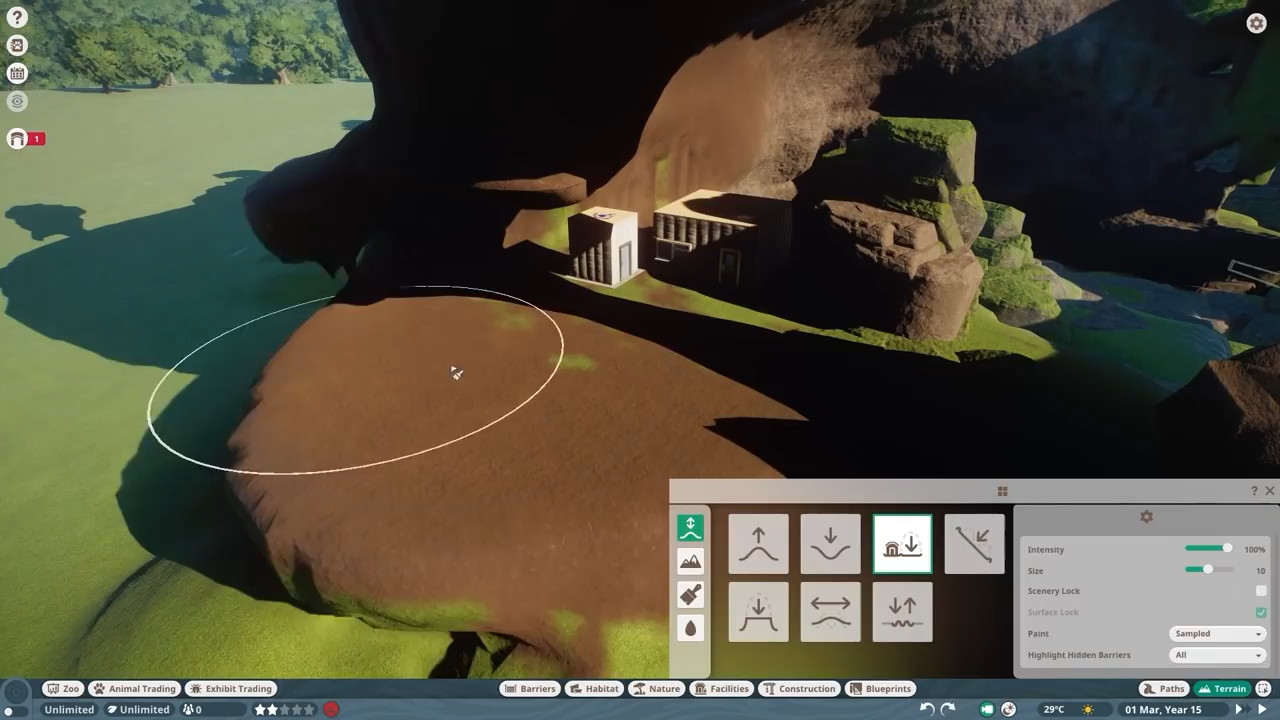 ?
1
? ×
Intensity 100%
Size 10
Scenery Lock
Surface Lock
Paint Sampled
Highlight Hidden Barriers All
Zoo Animal Trading Exhibit Trading Barriers Habitat Nature Facilities Construction Blueprints Paths Terrain
Unlimited Unlimited 0 29°C 01 Mar, Year 15